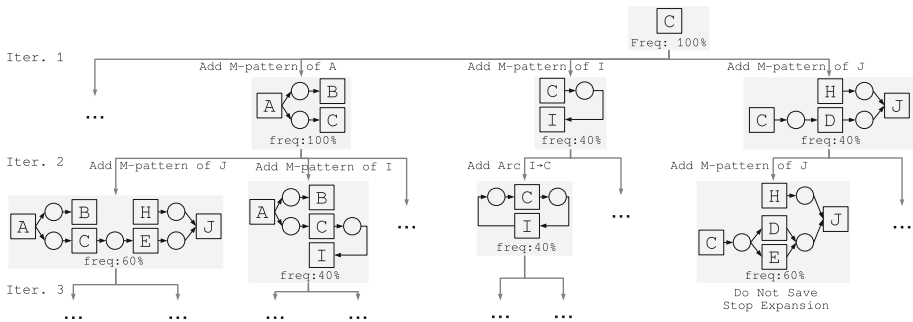 C
Freq: 100%
Iter. 1
Add M-pattern of A
Add M-pattern of I
Add M-pattern of J
...
A
B
C
freq:100%
C
I
freq:40%
H
C
D
J
freq:40%
Iter. 2
Add M-pattern of J
Add M-pattern of I
Add Arc I→C
Add M-pattern of J
A
B
H
C
E
J
freq:60%
A
B
C
I
freq:40%
...
C
I
freq:40%
...
H
C
D
E
J
freq:60%
Do Not Save
Stop Expansion
...
Iter. 3
...
...
...
...
...
...